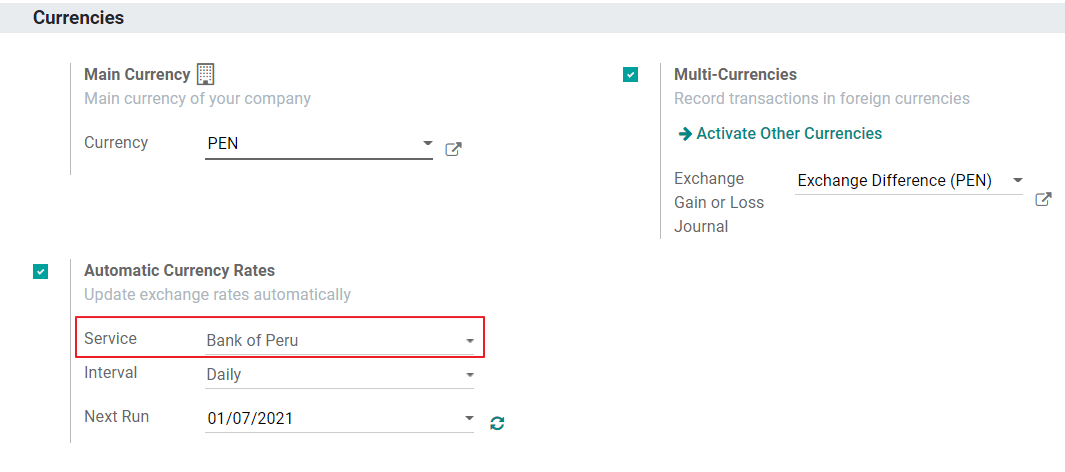 Currencies
Main Currency
Main currency of your company
Currency PEN
Multi-Currencies
Record transactions in foreign currencies
Activate Other Currencies
Exchange Gain or Loss Journal Exchange Difference (PEN)
Automatic Currency Rates
Update exchange rates automatically
Service Bank of Peru
Interval Daily
Next Run 01/07/2021